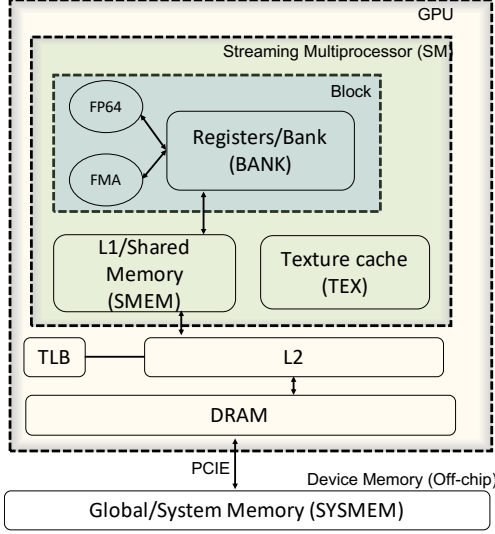 GPU
Streaming Multiprocessor (SM)
Block
FP64
FMA
Registers/Bank
(BANK)
L1/Shared
Memory
(SMEM)
Texture cache
(TEX)
TLB
L2
DRAM
PCIE
Device Memory (Off-chip)
Global/System Memory (SYSMEM)